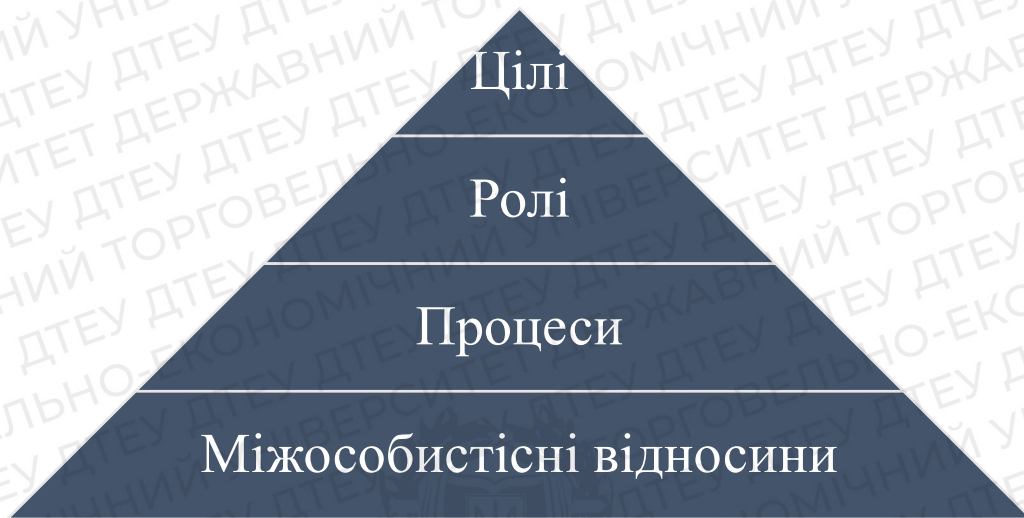 Цілі
Ролі
Процеси
Міжособистісні відносини